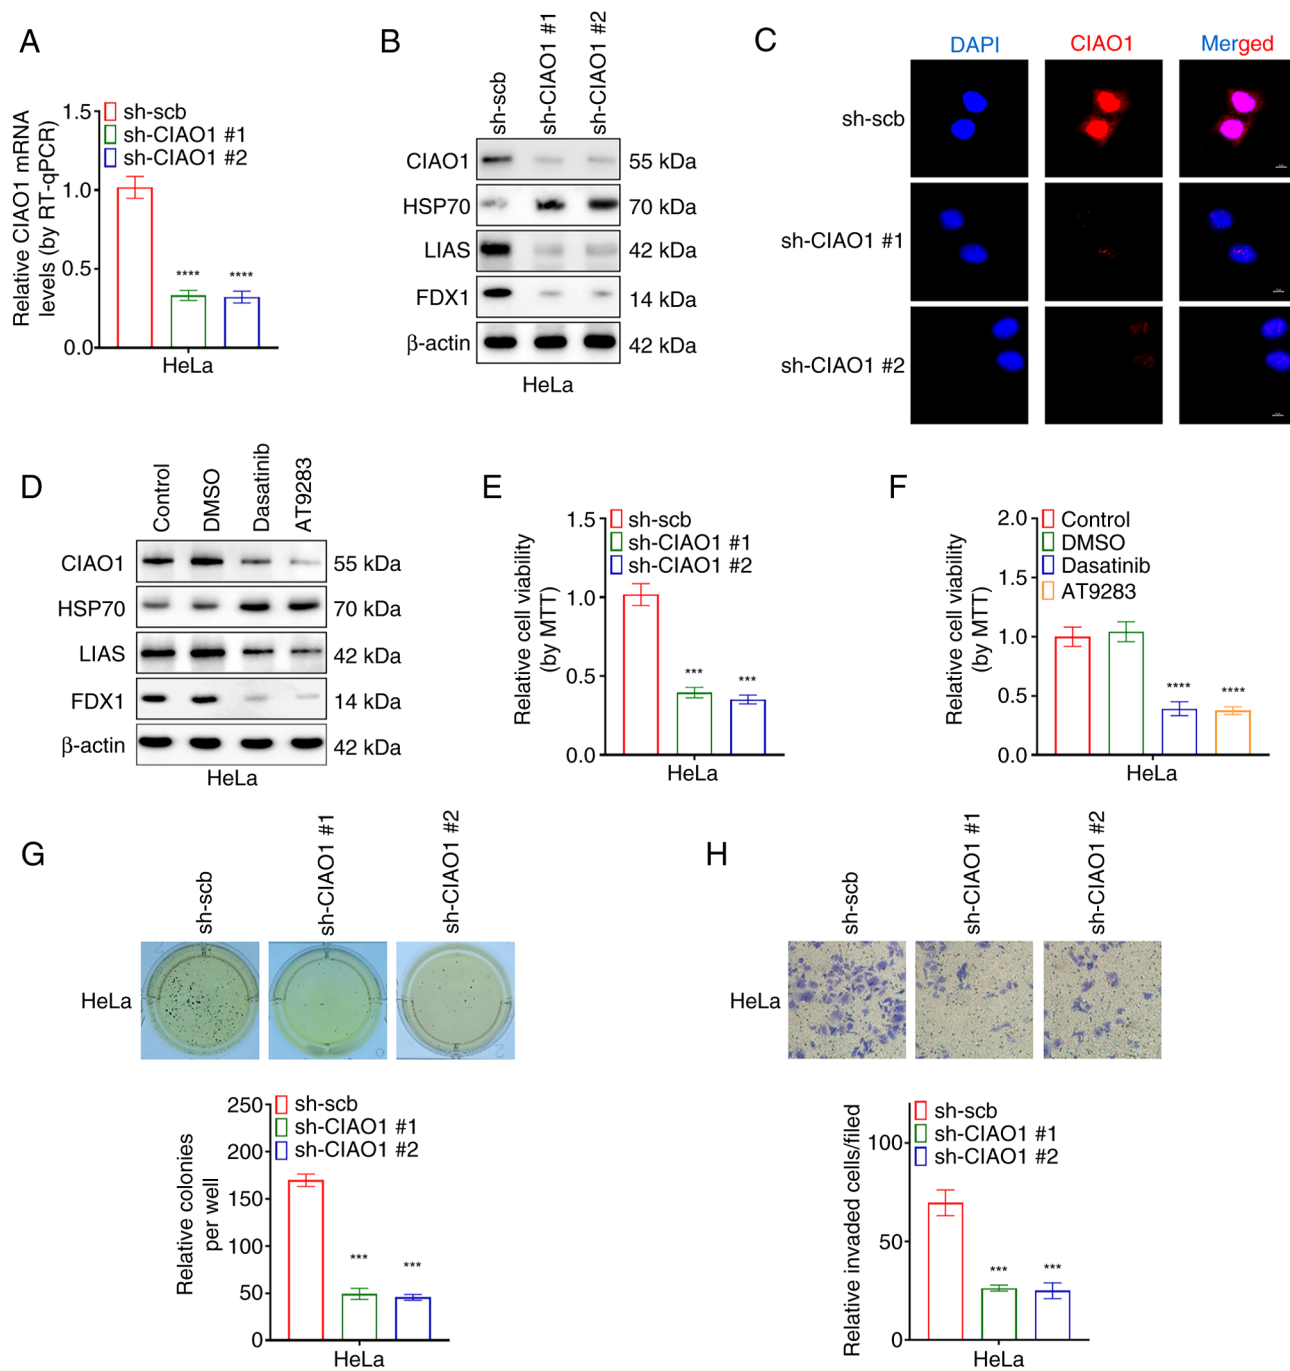 A
Relative CIAO1 mRNA
levels (by RT-qPCR)
1.5
1.0
0.5
0.0
sh-scb
sh-CIAO1 #1
sh-CIAO1 #2
****
****
HeLa
B
sh-scb
sh-CIAO1 #1
sh-CIAO1 #2
CIAO1 55 kDa
HSP70 70 kDa
LIAS 42 kDa
FDX1 14 kDa
β-actin 42 kDa
HeLa
C
DAPI CIAO1 Merged
sh-scb
sh-CIAO1 #1
sh-CIAO1 #2
D
Control
DMSO
Dasatinib
AT9283
CIAO1 55 kDa
HSP70 70 kDa
LIAS 42 kDa
FDX1 14 kDa
β-actin 42 kDa
HeLa
E
Relative cell viability
(by MTT)
1.5
1.0
0.5
0.0
sh-scb
sh-CIAO1 #1
sh-CIAO1 #2
***
***
HeLa
F
Relative cell viability
(by MTT)
2.0
1.5
1.0
0.5
0.0
Control
DMSO
Dasatinib
AT9283
****
****
HeLa
G
sh-scb
sh-CIAO1 #1
sh-CIAO1 #2
HeLa
Relative colonies
per well
250
200
150
100
50
0
sh-scb
sh-CIAO1 #1
sh-CIAO1 #2
***
***
HeLa
H
sh-scb
sh-CIAO1 #1
sh-CIAO1 #2
HeLa
Relative invaded cells/filed
100
50
0
sh-scb
sh-CIAO1 #1
sh-CIAO1 #2
***
***
HeLa